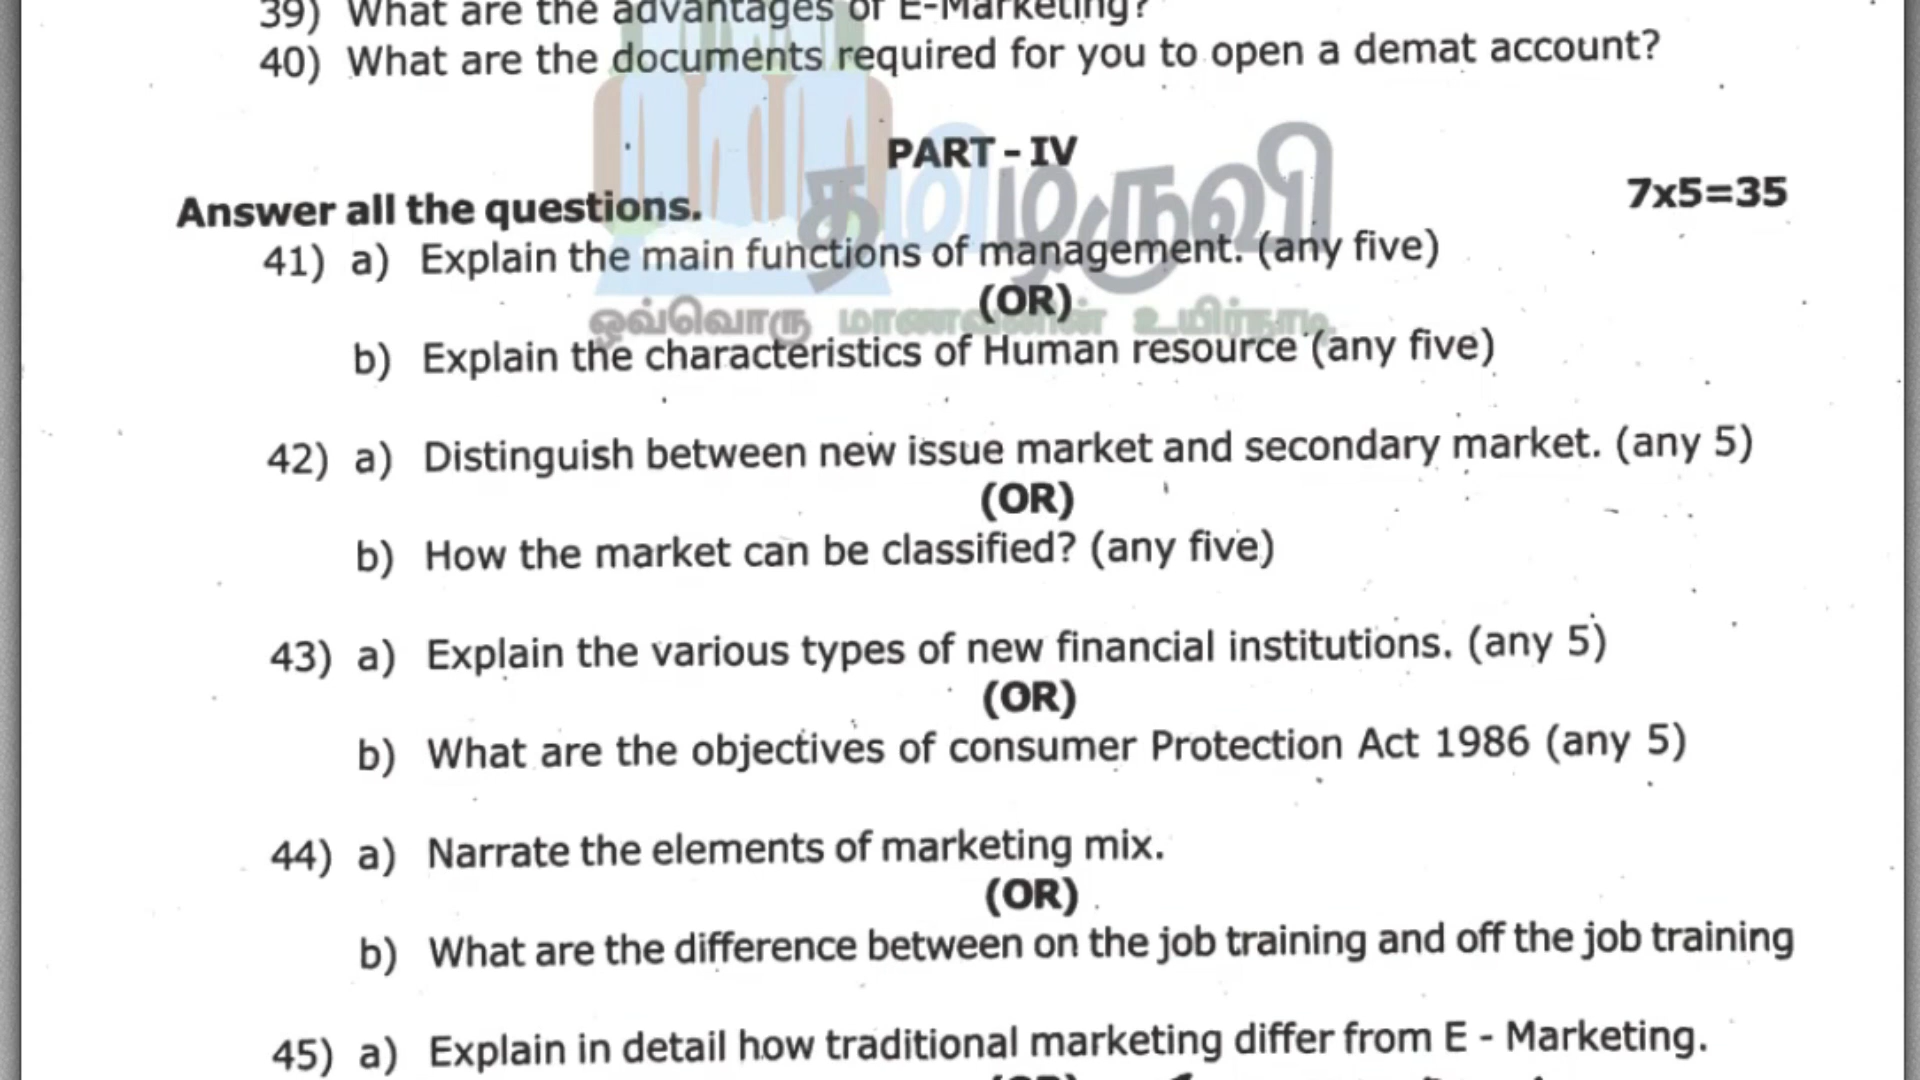 39) What are the advantages of E-Marketing?
40) What are the documents required for you to open a demat account?
PART - IV
Answer all the questions. 7x5=35
தமிழருவி
41) a) Explain the main functions of management. (any five)
(OR)
ஒவ்வொரு மாணவனின் உயிர்நாடி
b) Explain the characteristics of Human resource (any five)
42) a) Distinguish between new issue market and secondary market. (any 5)
(OR)
b) How the market can be classified? (any five)
43) a) Explain the various types of new financial institutions. (any 5)
(OR)
b) What are the objectives of consumer Protection Act 1986 (any 5)
44) a) Narrate the elements of marketing mix.
(OR)
b) What are the difference between on the job training and off the job training
45) a) Explain in detail how traditional marketing differ from E - Marketing.
(OR)